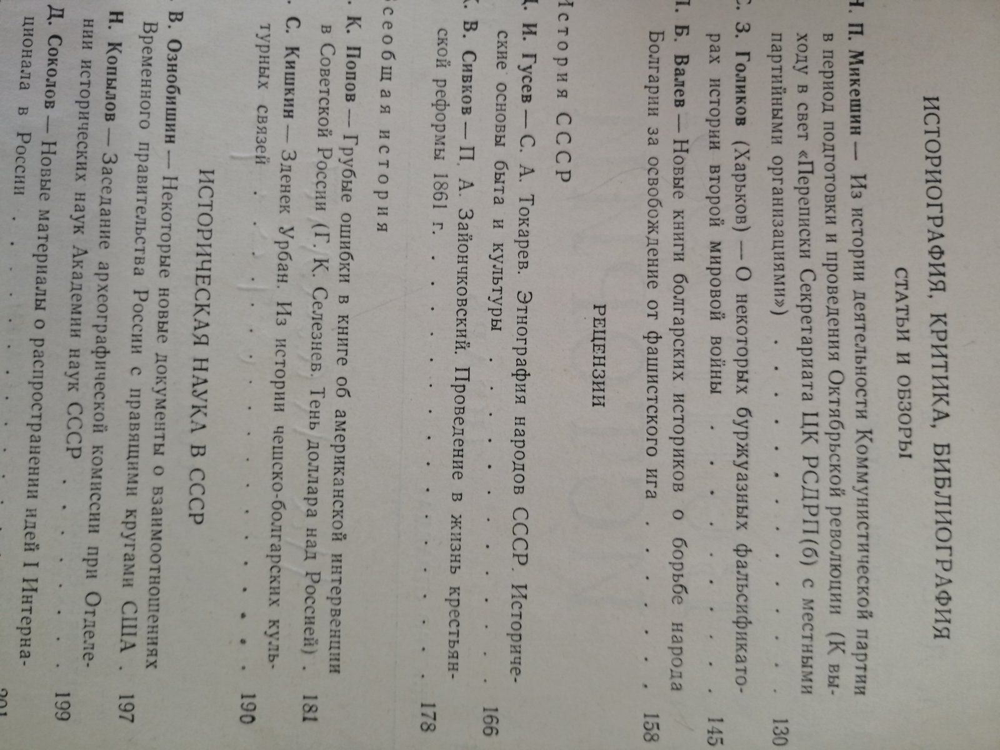 ИСТОРИОГРАФИЯ, КРИТИКА, БИБЛИОГРАФИЯ
СТАТЬИ И ОБЗОРЫ
Н. П. Микешин — Из истории деятельности Коммунистической партии
в период подготовки и проведения Октябрьской революции (К вы-
ходу в свет «Переписки Секретариата ЦК РСДРП(б) с местными
партийными организациями») . . . . . . . . . 130
С. З. Голиков (Харьков) — О некоторых буржуазных фальсификато-
рах истории второй мировой войны . . . . . . . . 145
Л. Б. Валев — Новые книги болгарских историков о борьбе народа
Болгарии за освобождение от фашистского ига . . . . . . 158
РЕЦЕНЗИИ
История СССР
И. Гусев — С. А. Токарев. Этнография народов СССР. Историче-
ские основы быта и культуры . . . . . . . . . . 166
В. Сивков — П. А. Зайончковский. Проведение в жизнь крестьян-
ской реформы 1861 г. . . . . . . . . . . . . 178
Всеобщая история
К. Попов — Грубые ошибки в книге об американской интервенции
в Советской России (Г. К. Селезнев. Тень доллара над Россией) . 181
С. Кишкин — Зденек Урбан. Из истории чешско-болгарских куль-
турных связей . . . . . . . . . . . . . . 190
ИСТОРИЧЕСКАЯ НАУКА В СССР
В. Ознобишин — Некоторые новые документы о взаимоотношениях
Временного правительства России с правящими кругами США . 197
Н. Копылов — Заседание археографической комиссии при Отделе-
нии исторических наук Академии наук СССР . . . . . . . 199
Д. Соколов — Новые материалы о распространении идей I Интерна-
ционала в России . . . . . . . . . . . . . 201